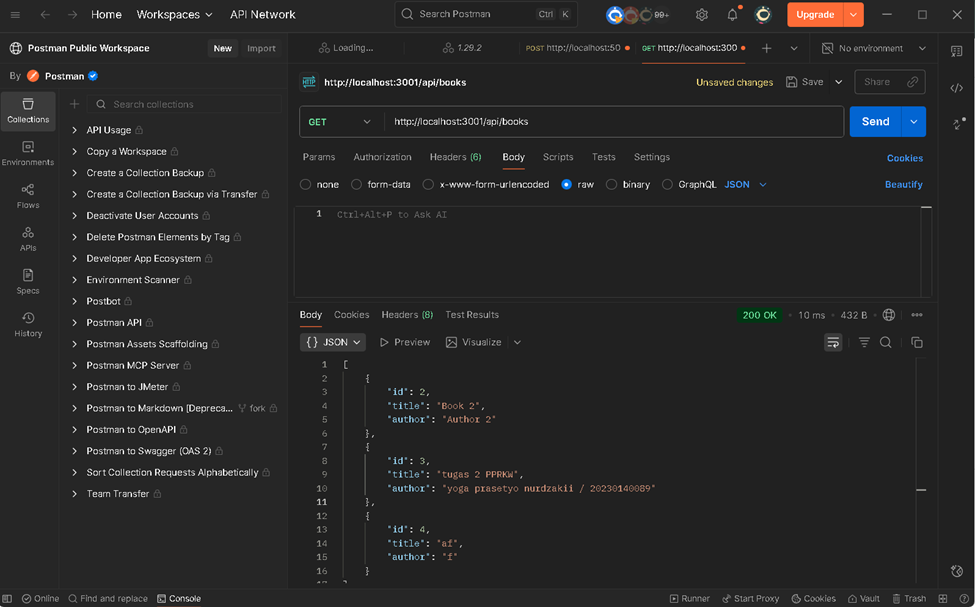 Home Workspaces API Network Search Postman Ctrl K 99+ Upgrade
Postman Public Workspace New Import Loading... 1.29.2 POST http://localhost:50 GET http://localhost:300 No environment
By Postman http://localhost:3001/api/books Unsaved changes Save Share
Collections
Environments
Flows
APIs
Specs
History
Search collections
API Usage
Copy a Workspace
Create a Collection Backup
Create a Collection Backup via Transfer
Deactivate User Accounts
Delete Postman Elements by Tag
Developer App Ecosystem
Environment Scanner
Postbot
Postman API
Postman Assets Scaffolding
Postman MCP Server
Postman to JMeter
Postman to Markdown [Depreca... fork
Postman to OpenAPI
Postman to Swagger (OAS 2)
Sort Collection Requests Alphabetically
Team Transfer
GET http://localhost:3001/api/books Send
Params Authorization Headers (6) Body Scripts Tests Settings Cookies
none form-data x-www-form-urlencoded raw binary GraphQL JSON Beautify
1 Ctrl+Alt+P to Ask AI
Body Cookies Headers (8) Test Results 200 OK 10 ms 432 B
{} JSON Preview Visualize
1 [
2 {
3 "id": 2,
4 "title": "Book 2",
5 "author": "Author 2"
6 },
7 {
8 "id": 3,
9 "title": "tugas 2 PPRKW",
10 "author": "yoga prasetyo nurdzakii / 20230140089"
11 },
12 {
13 "id": 4,
14 "title": "af",
15 "author": "f"
16 }
Online Find and replace Console Runner Start Proxy Cookies Vault Trash